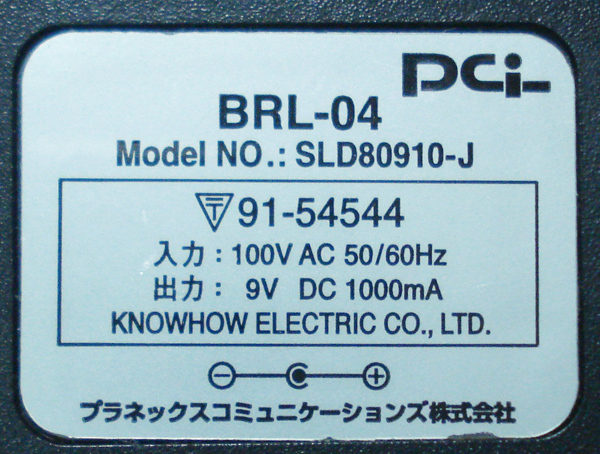 PCi
BRL-04
Model NO.: SLD80910-J
91-54544
入力: 100V AC 50/60Hz
出力: 9V DC 1000mA
KNOWHOW ELECTRIC CO., LTD.
プラネックスコミュニケーションズ株式会社